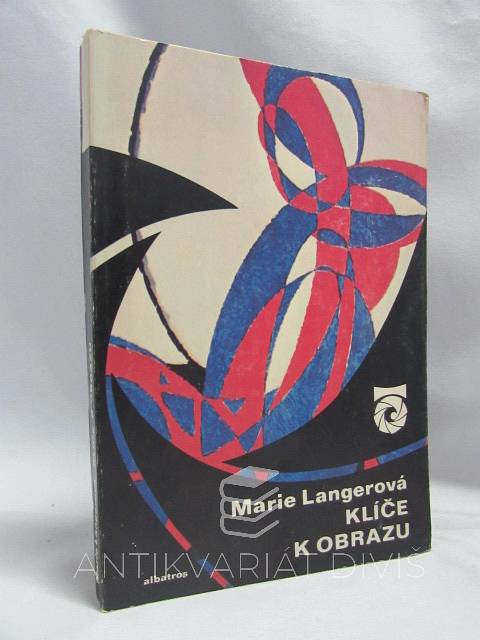 Marie Langerová
KLÍČE
K OBRAZU
albatros
ANTIKVARIÁT DIVIŠ